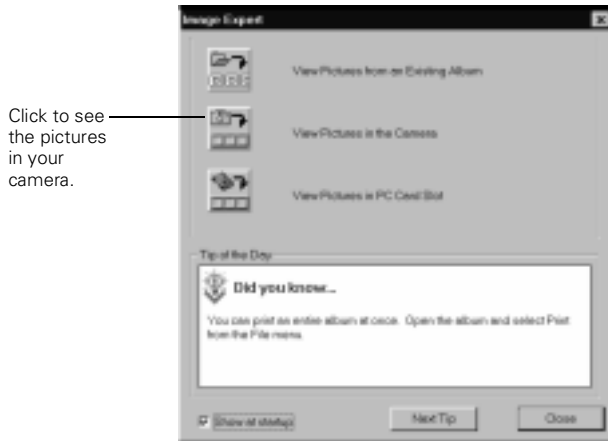 Image Expert
View Pictures from an Existing Album
Click to see
the pictures
in your
camera.
View Pictures in the Camera
View Pictures in PC Card Slot
Tip of the Day
Did you know...
You can print an entire album at once. Open the album and select Print
from the File menu.
Show at startup
Next Tip
Close